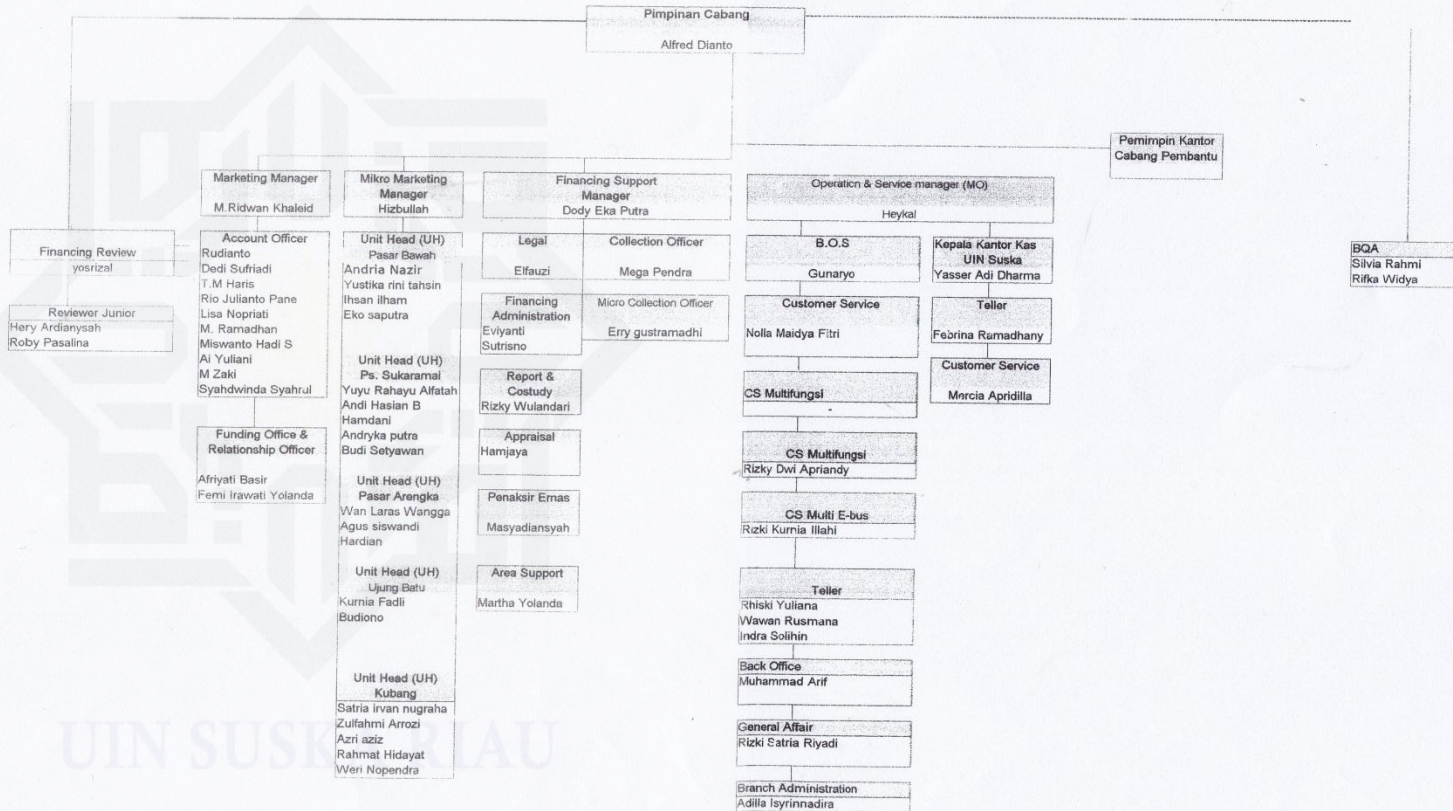 Pimpinan Cabang
Alfred Dianto
Pemimpin Kantor
Cabang Pembantu
Marketing Manager
M.Ridwan Khaleid
Mikro Marketing
Manager
Hizbullah
Financing Support
Manager
Dody Eka Putra
Operation & Service manager (MO)
Heykal
Financing Review
yosrizal
Reviewer Junior
Hery Ardianysah
Roby Pasalina
Account Officer
Rudianto
Dedi Sufriadi
T.M Haris
Rio Julianto Pane
Lisa Nopriati
M. Ramadhan
Miswanto Hadi S
Ai Yuliani
M Zaki
Syahdwinda Syahrul
Funding Office &
Relationship Officer
Afriyati Basir
Femi Irawati Yolanda
Unit Head (UH)
Pasar Bawah
Andria Nazir
Yustika rini tahsin
Ihsan ilham
Eko saputra
Unit Head (UH)
Ps. Sukaramai
Yuyu Rahayu Alfatah
Andi Hasian B
Hamdani
Andryka putra
Budi Setyawan
Unit Head (UH)
Pasar Arengka
Wan Laras Wangga
Agus siswandi
Hardian
Unit Head (UH)
Ujung Batu
Kurnia Fadli
Budiono
Unit Head (UH)
Kubang
Satria irvan nugraha
Zulfahmi Arrozi
Azri aziz
Rahmat Hidayat
Weri Nopendra
Legal
Elfauzi
Financing
Administration
Eviyanti
Sutrisno
Report &
Costudy
Rizky Wulandari
Appraisal
Hamjaya
Penaksir Emas
Masyadiansyah
Area Support
Martha Yolanda
Collection Officer
Mega Pendra
Micro Collection Officer
Erry gustramadhi
B.O.S
Gunaryo
Customer Service
Nolla Maidya Fitri
CS Multifungsi
-
CS Multifungsi
Rizky Dwi Apriandy
CS Multi E-bus
Rizki Kurnia Illahi
Teller
Rhiski Yuliana
Wawan Rusmana
Indra Solihin
Back Office
Muhammad Arif
General Affair
Rizki Satria Riyadi
Branch Administration
Adilla Isyrinnadira
Kepala Kantor Kas
UIN Suska
Yasser Adi Dharma
Teller
Febrina Ramadhany
Customer Service
Mercia Apridilla
BQA
Silvia Rahmi
Rifka Widya
UIN SUSKA RIAU